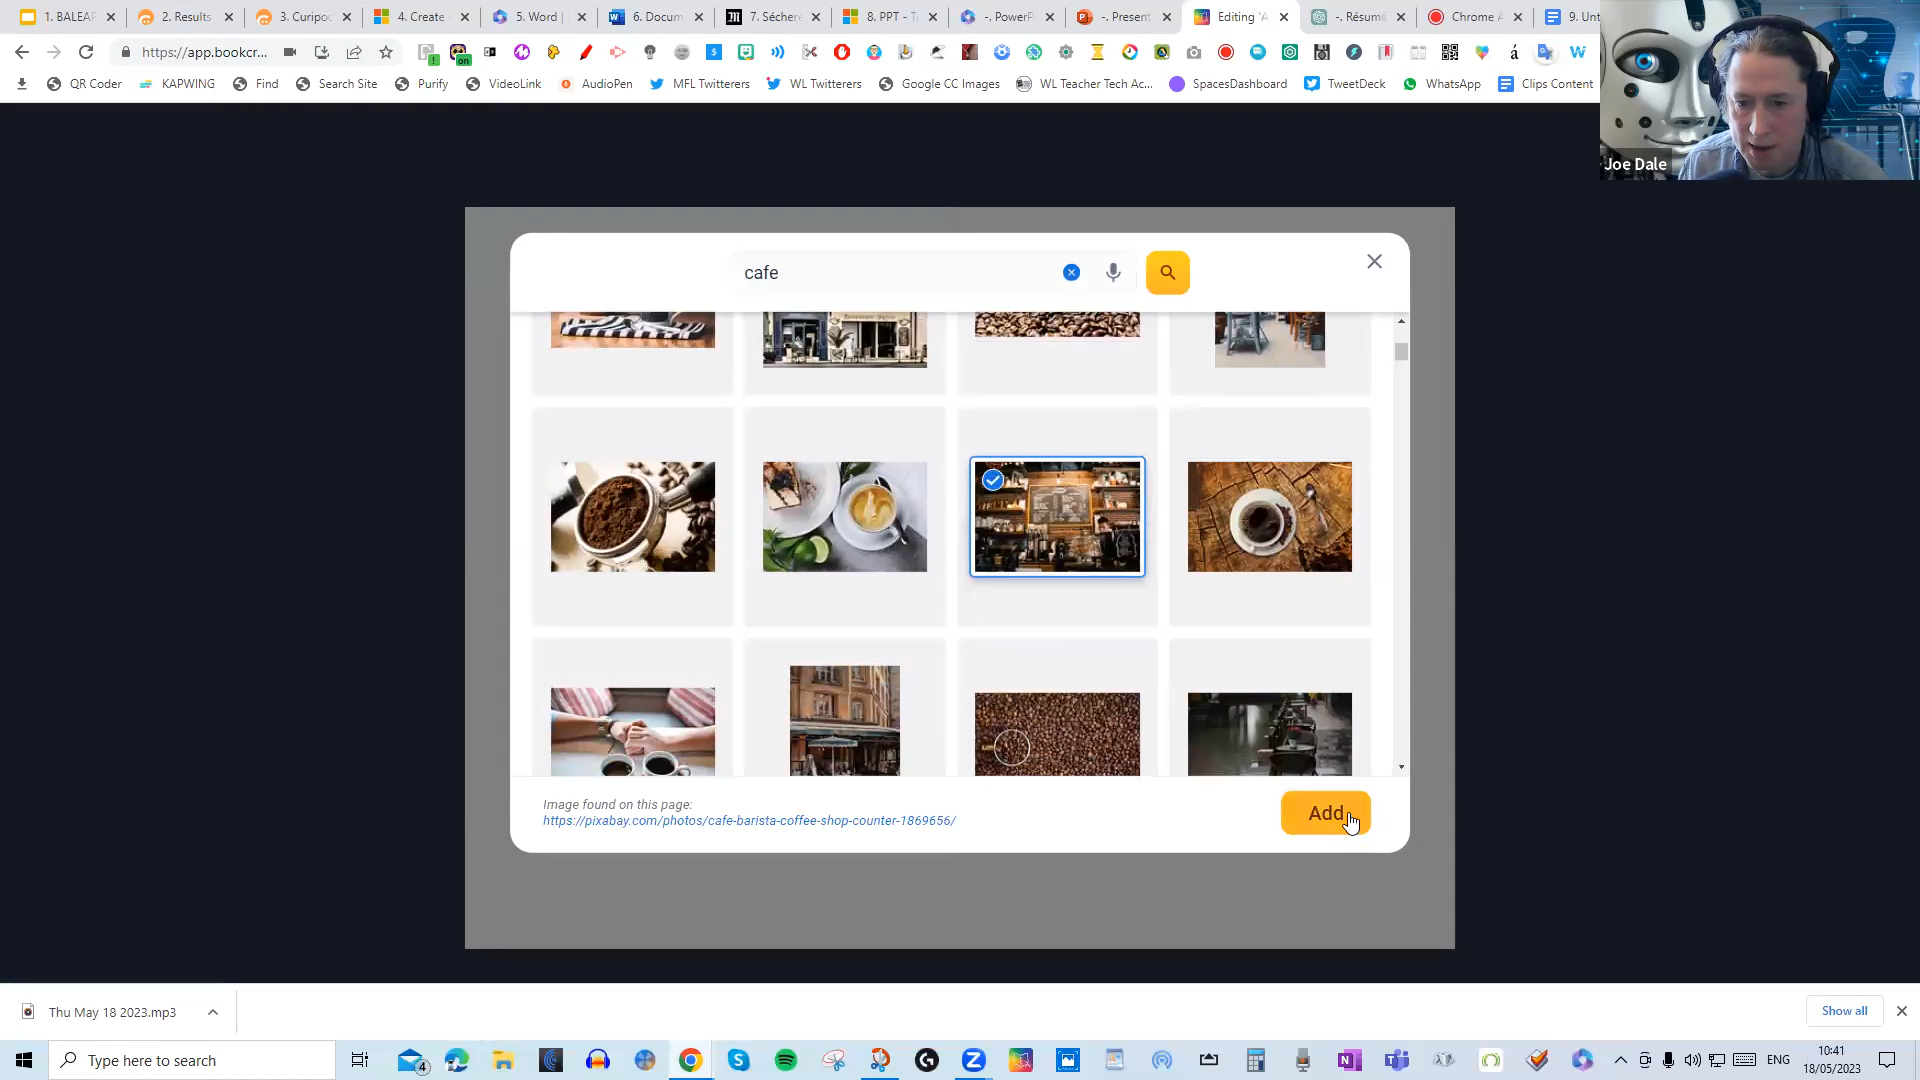 1. BALEAP
2. Results
3. Curipo
4. Create
5. Word |
6. Docum
7. Séchere
8. PPT - T
-. PowerP
-. Present
Editing 'A
-. Résum
Chrome
9. Unt
https://app.bookcr...
QR Coder
KAPWING
Find
Search Site
Purify
VideoLink
AudioPen
MFL Twitterers
WL Twitterers
Google CC Images
WL Teacher Tech Ac...
SpacesDashboard
TweetDeck
WhatsApp
Clips Content
Joe Dale
cafe
Image found on this page:
https://pixabay.com/photos/cafe-barista-coffee-shop-counter-1869656/
Add
Thu May 18 2023.mp3
Show all
Type here to search
4
ENG
10:41
18/05/2023